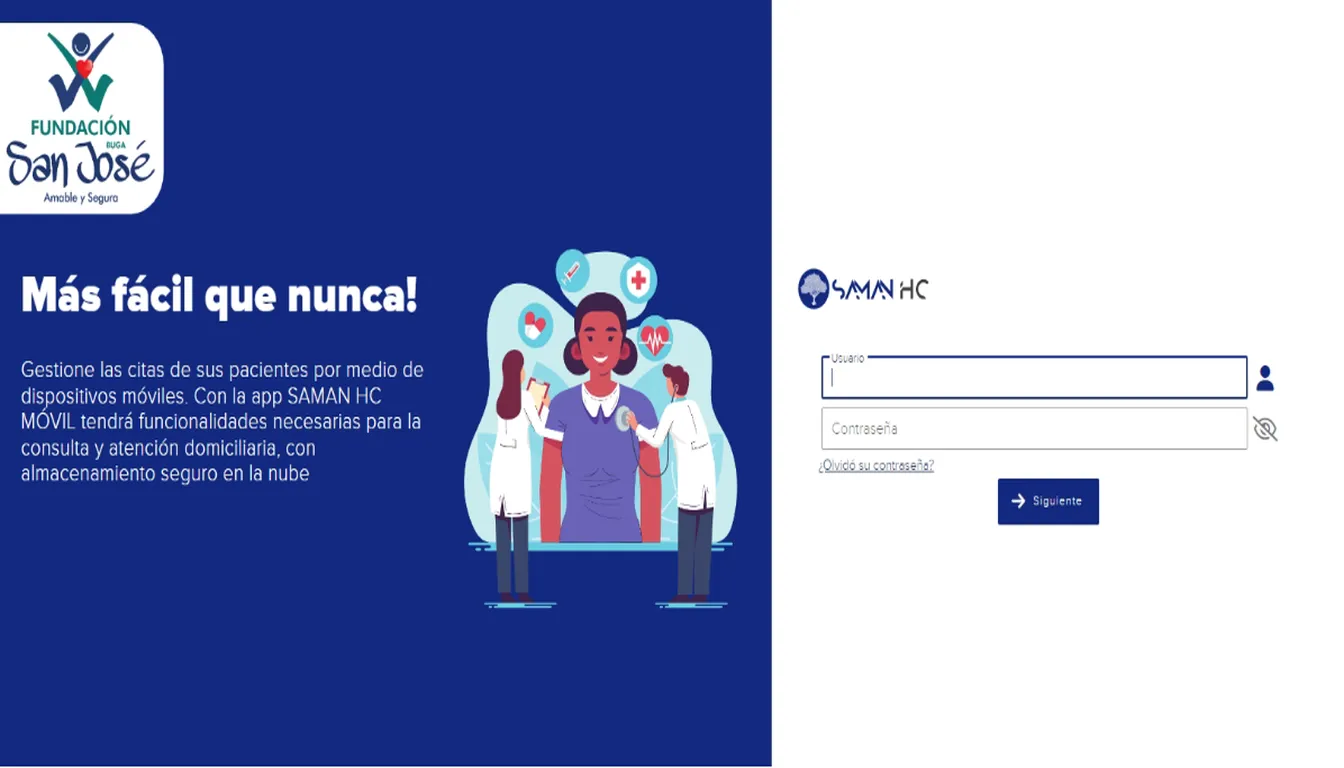 FUNDACIÓN
BUGA
San José
Amable y Segura
Más fácil que nunca!
Gestione las citas de sus pacientes por medio de
dispositivos móviles. Con la app SAMAN HC
MÓVIL tendrá funcionalidades necesarias para la
consulta y atención domiciliaria, con
almacenamiento seguro en la nube
SAMAN HC
Usuario
Contraseña
¿Olvidó su contraseña?
Siguiente